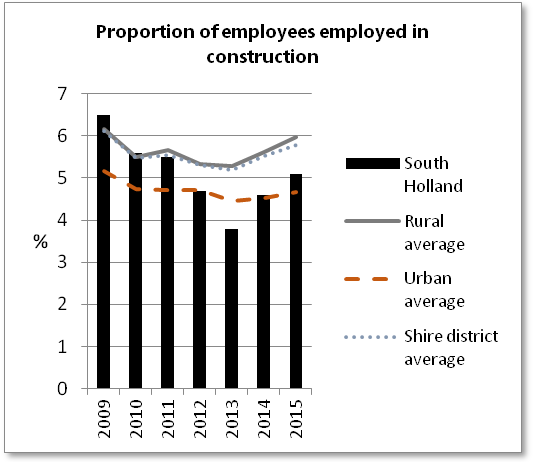 Proportion of employees employed in
construction
7
6
5
4
3
2
1
0
%
2009
2010
2011
2012
2013
2014
2015
South
Holland
Rural
average
Urban
average
Shire district
average